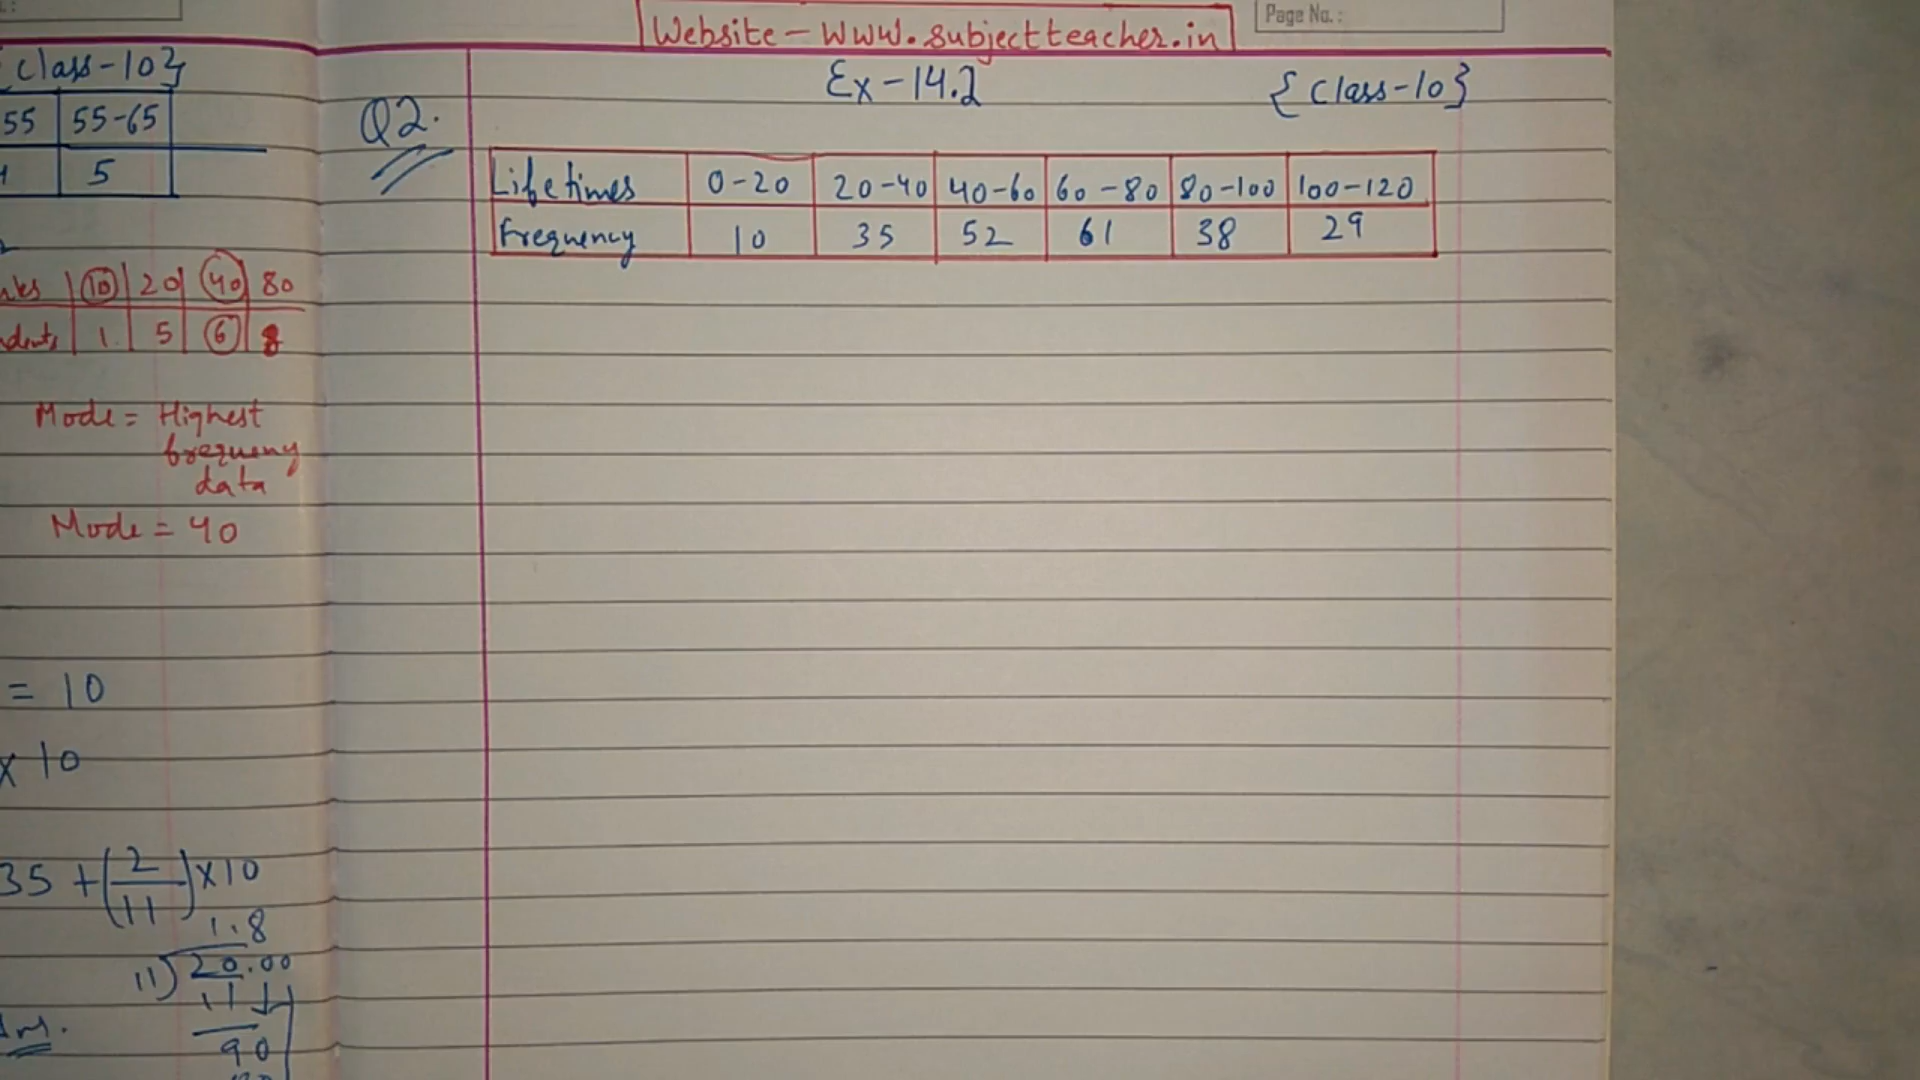 Page No.:
Website - www.subjectteacher.in
Class-10}
Ex-14.2
{Class-10}
55 55-65
5
Q2.
Lifetimes 0-20 20-40 40-60 60-80 80-100 100-120
Frequency 10 35 52 61 38 29
10 20 40 80
1 5 6 8
Mode = Highest
frequeny
data
Mode = 40
= 10
x 10
35 + (2/11) x 10
1.8
11) 20.00
11
90
Ans.